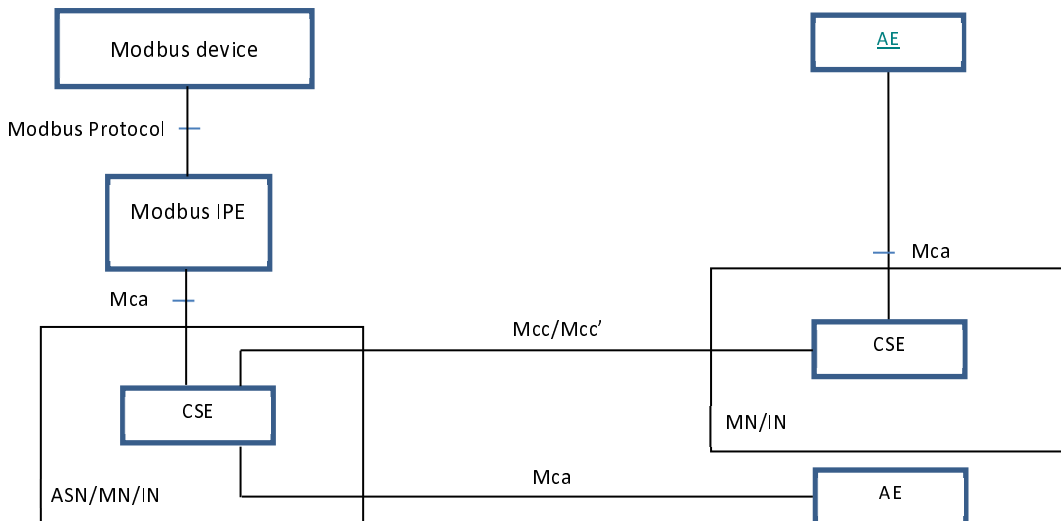 Modbus device
AE
Modbus Protocol
Modbus IPE
Mca
Mca
Mcc/Mcc’
CSE
CSE
MN/IN
Mca
ASN/MN/IN
AE